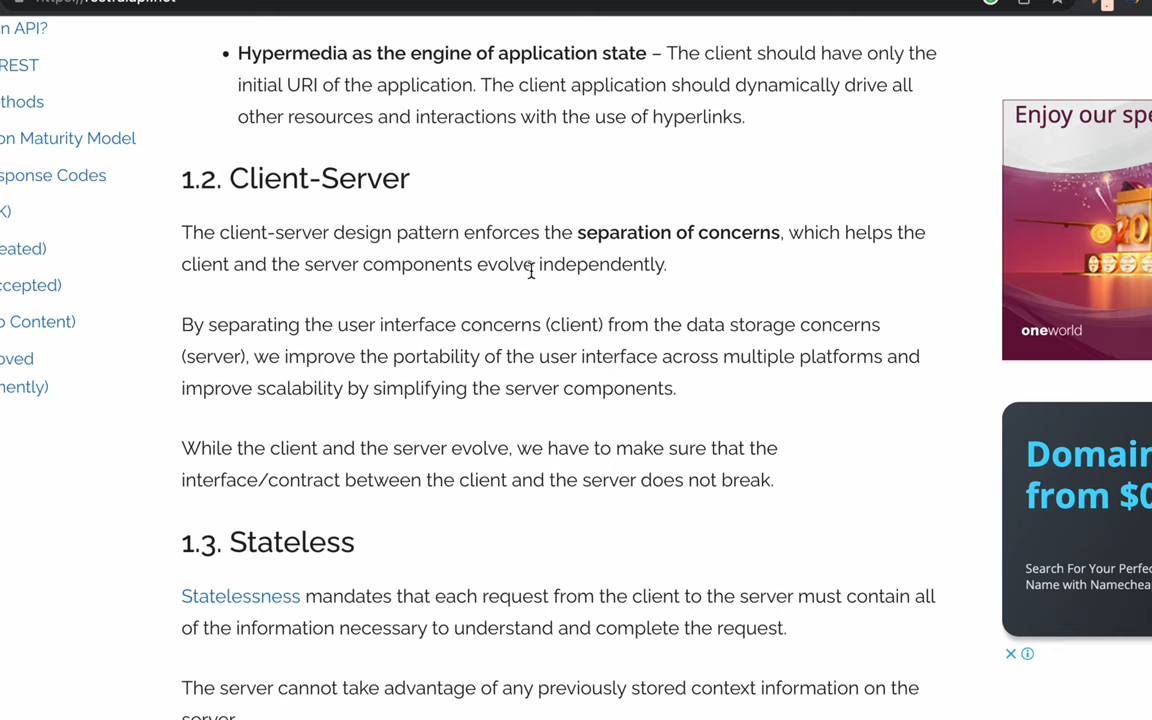 n API?
REST
thods
on Maturity Model
sponse Codes
K)
eated)
ccepted)
o Content)
oved
nently)
• Hypermedia as the engine of application state – The client should have only the
initial URI of the application. The client application should dynamically drive all
other resources and interactions with the use of hyperlinks.
1.2. Client-Server
The client-server design pattern enforces the separation of concerns, which helps the
client and the server components evolve independently.
By separating the user interface concerns (client) from the data storage concerns
(server), we improve the portability of the user interface across multiple platforms and
improve scalability by simplifying the server components.
While the client and the server evolve, we have to make sure that the
interface/contract between the client and the server does not break.
1.3. Stateless
Statelessness mandates that each request from the client to the server must contain all
of the information necessary to understand and complete the request.
The server cannot take advantage of any previously stored context information on the
server.
Enjoy our spe
oneworld
Domain
from $0
Search For Your Perfec
Name with Namechea